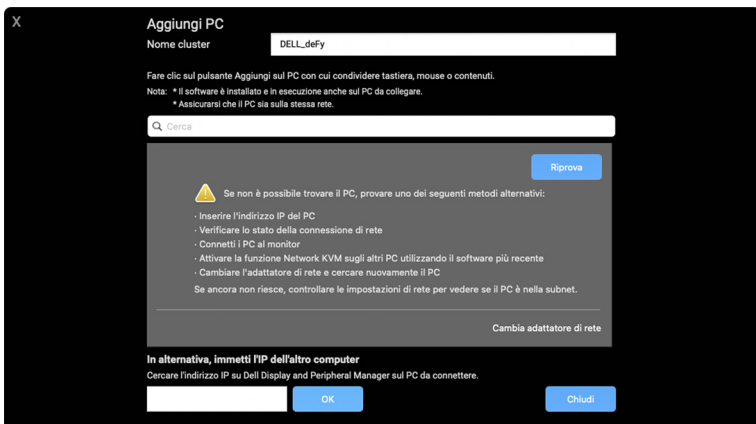 X
Aggiungi PC
Nome cluster DELL_deFy
Fare clic sul pulsante Aggiungi sul PC con cui condividere tastiera, mouse o contenuti.
Nota: * Il software è installato e in esecuzione anche sul PC da collegare.
* Assicurarsi che il PC sia sulla stessa rete.
Cerca
Riprova
Se non è possibile trovare il PC, provare uno dei seguenti metodi alternativi:
· Inserire l'indirizzo IP del PC
· Verificare lo stato della connessione di rete
· Connetti i PC al monitor
· Attivare la funzione Network KVM sugli altri PC utilizzando il software più recente
· Cambiare l'adattatore di rete e cercare nuovamente il PC
Se ancora non riesce, controllare le impostazioni di rete per vedere se il PC è nella subnet.
Cambia adattatore di rete
In alternativa, immetti l'IP dell'altro computer
Cercare l'indirizzo IP su Dell Display and Peripheral Manager sul PC da connettere.
OK Chiudi